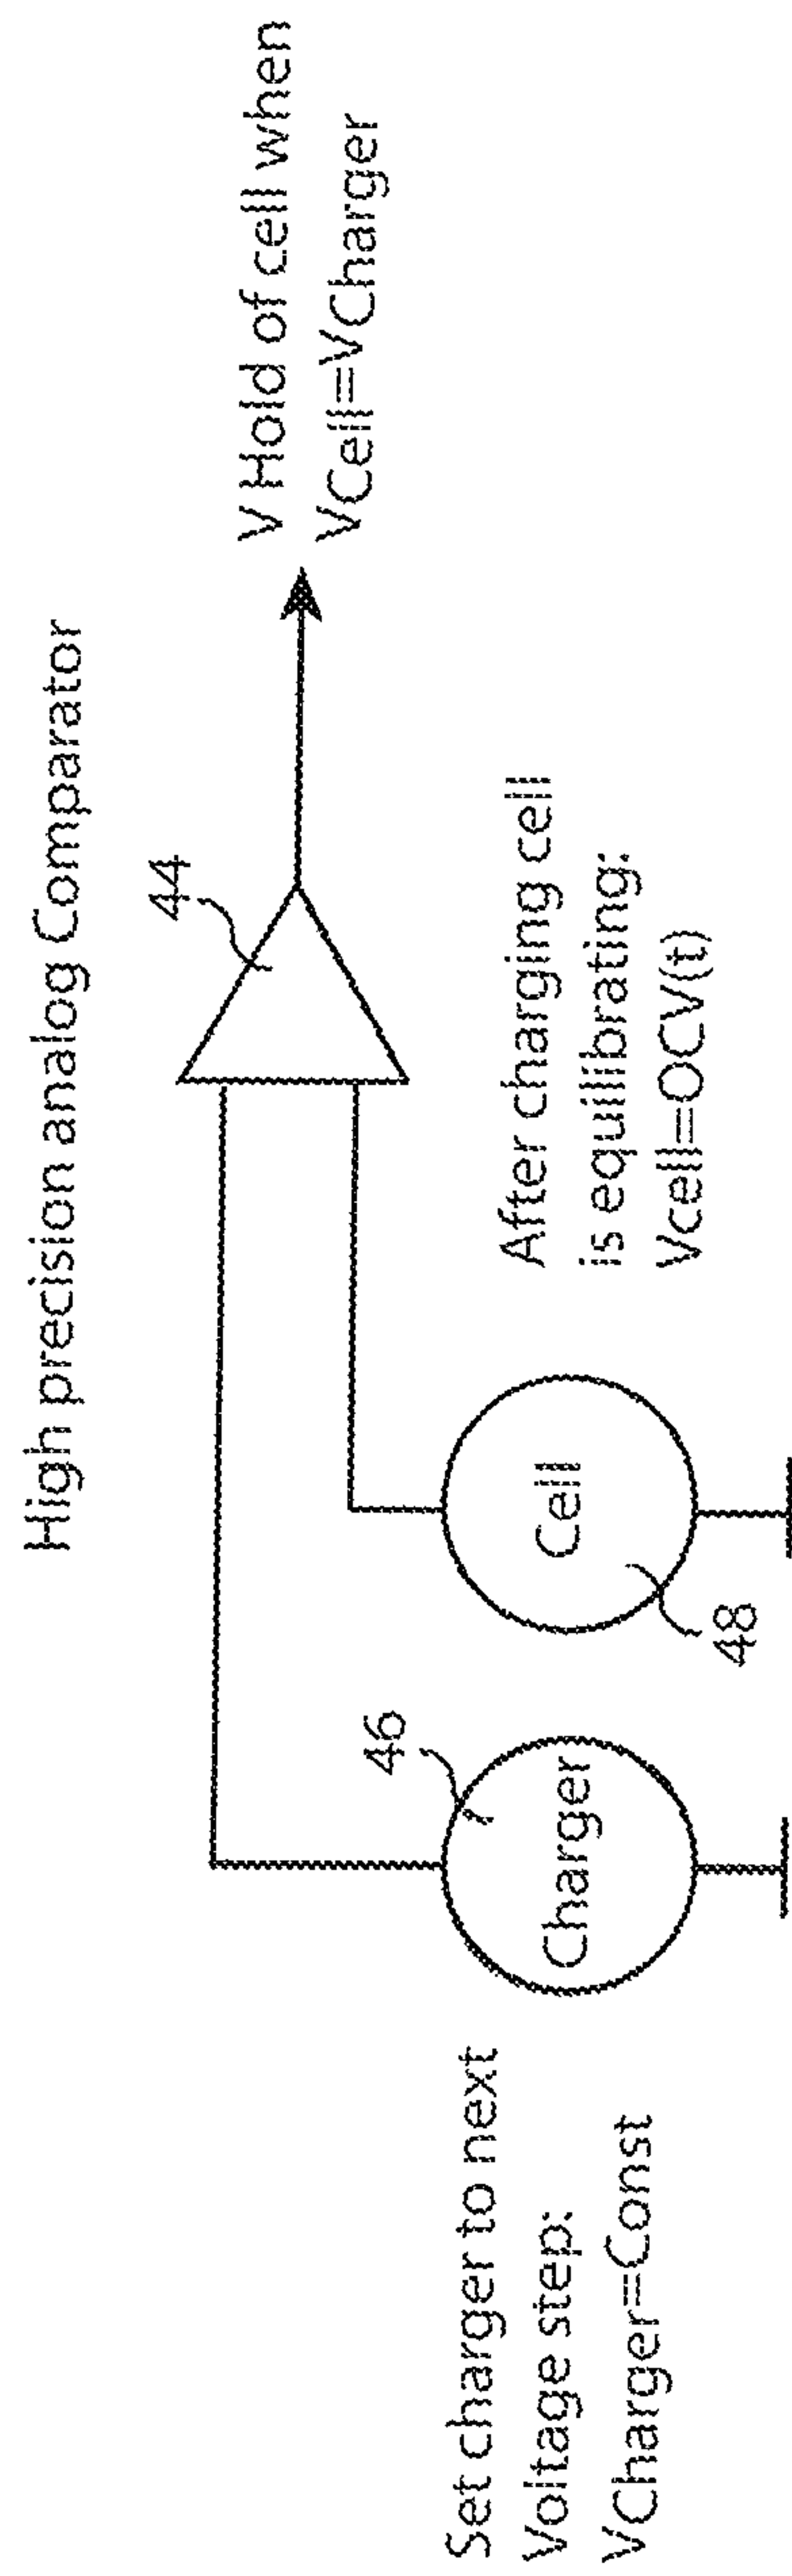 High precision analog Comparator
44
V Hold of cell when
VCell=VCharger
46
Charger
Cell
48
Set charger to next
Voltage step:
VCharger=Const
After charging cell
is equilibrating:
Vcell=OCV(t)